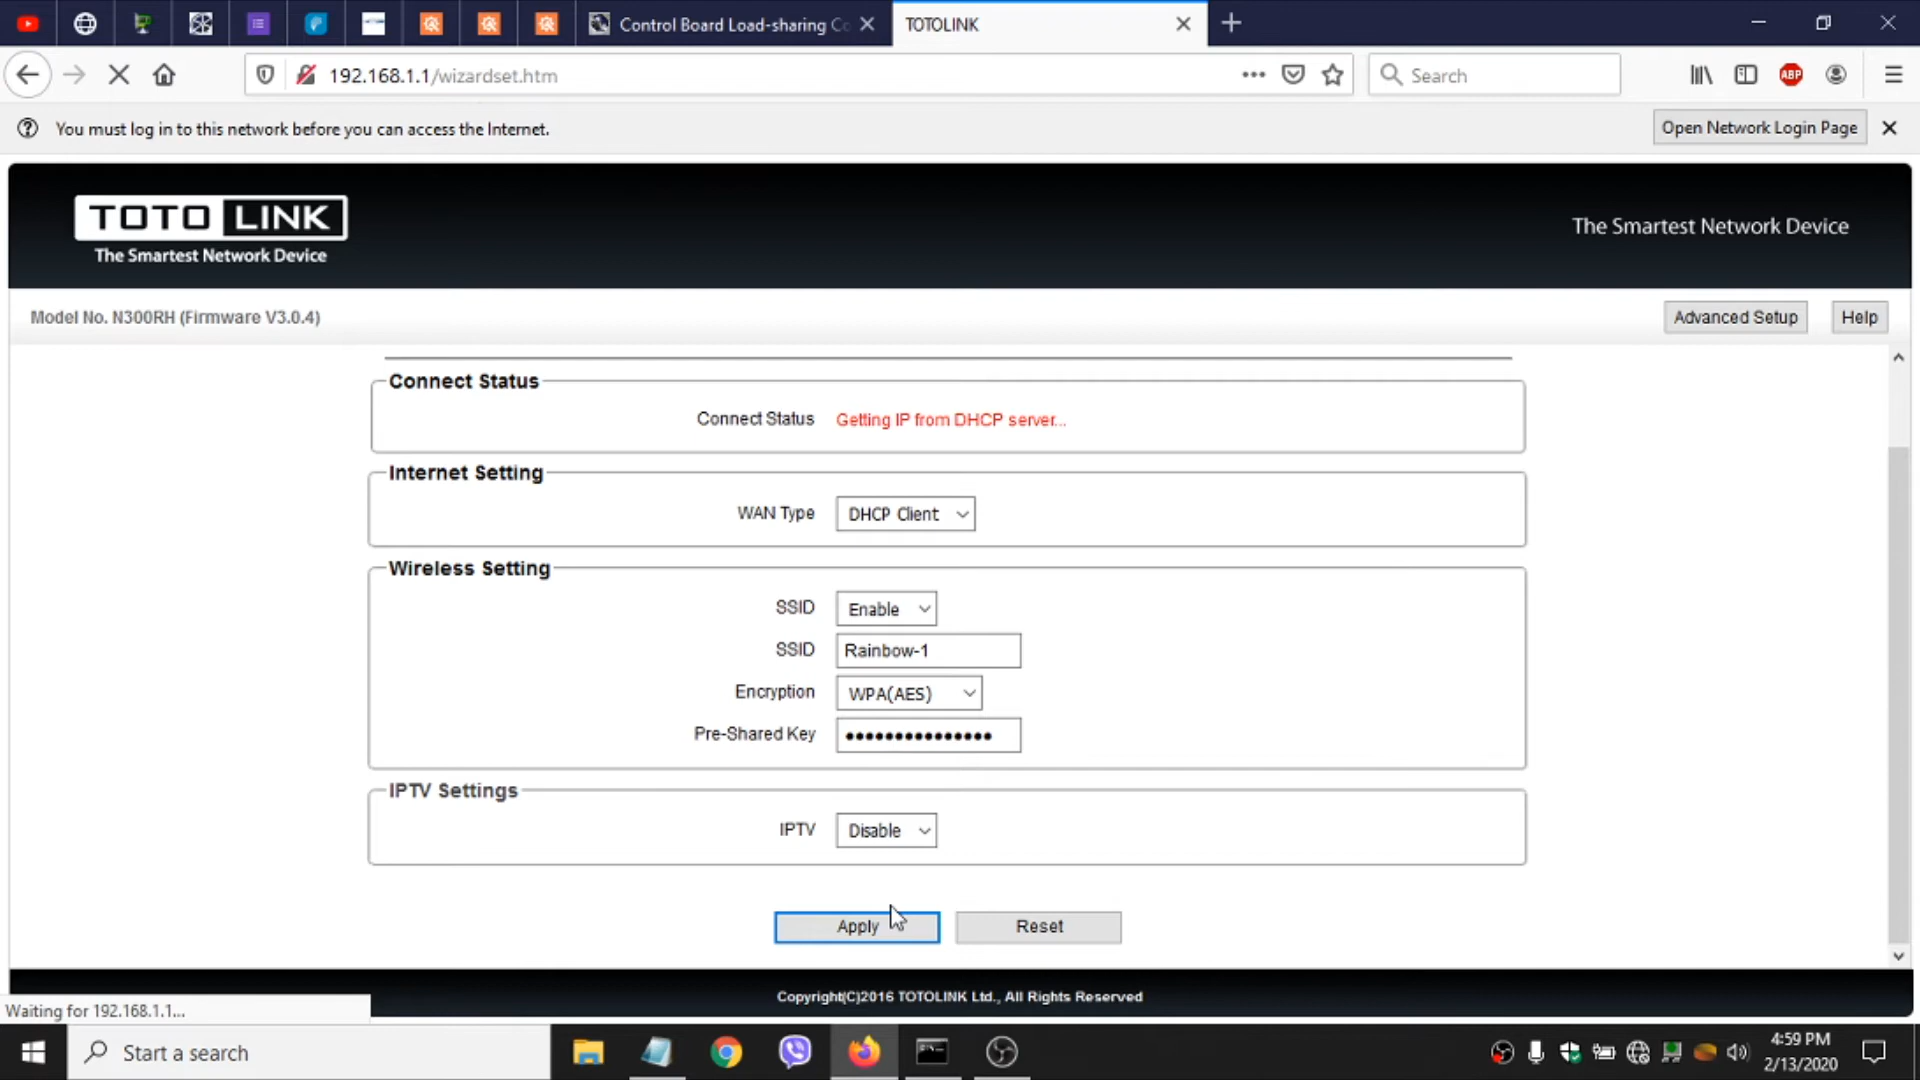 Control Board Load-sharing Co
TOTOLINK
192.168.1.1/wizardset.htm
Search
ABP
You must log in to this network before you can access the Internet.
Open Network Login Page
TOTO LINK
The Smartest Network Device
The Smartest Network Device
Model No. N300RH (Firmware V3.0.4)
Advanced Setup
Help
Connect Status
Connect Status
Getting IP from DHCP server...
Internet Setting
WAN Type
DHCP Client
Wireless Setting
SSID
Enable
SSID
Rainbow-1
Encryption
WPA(AES)
Pre-Shared Key
•••••••••••••••
IPTV Settings
IPTV
Disable
Apply
Reset
Copyright(C)2016 TOTOLINK Ltd., All Rights Reserved
Waiting for 192.168.1.1...
Start a search
4:59 PM
2/13/2020